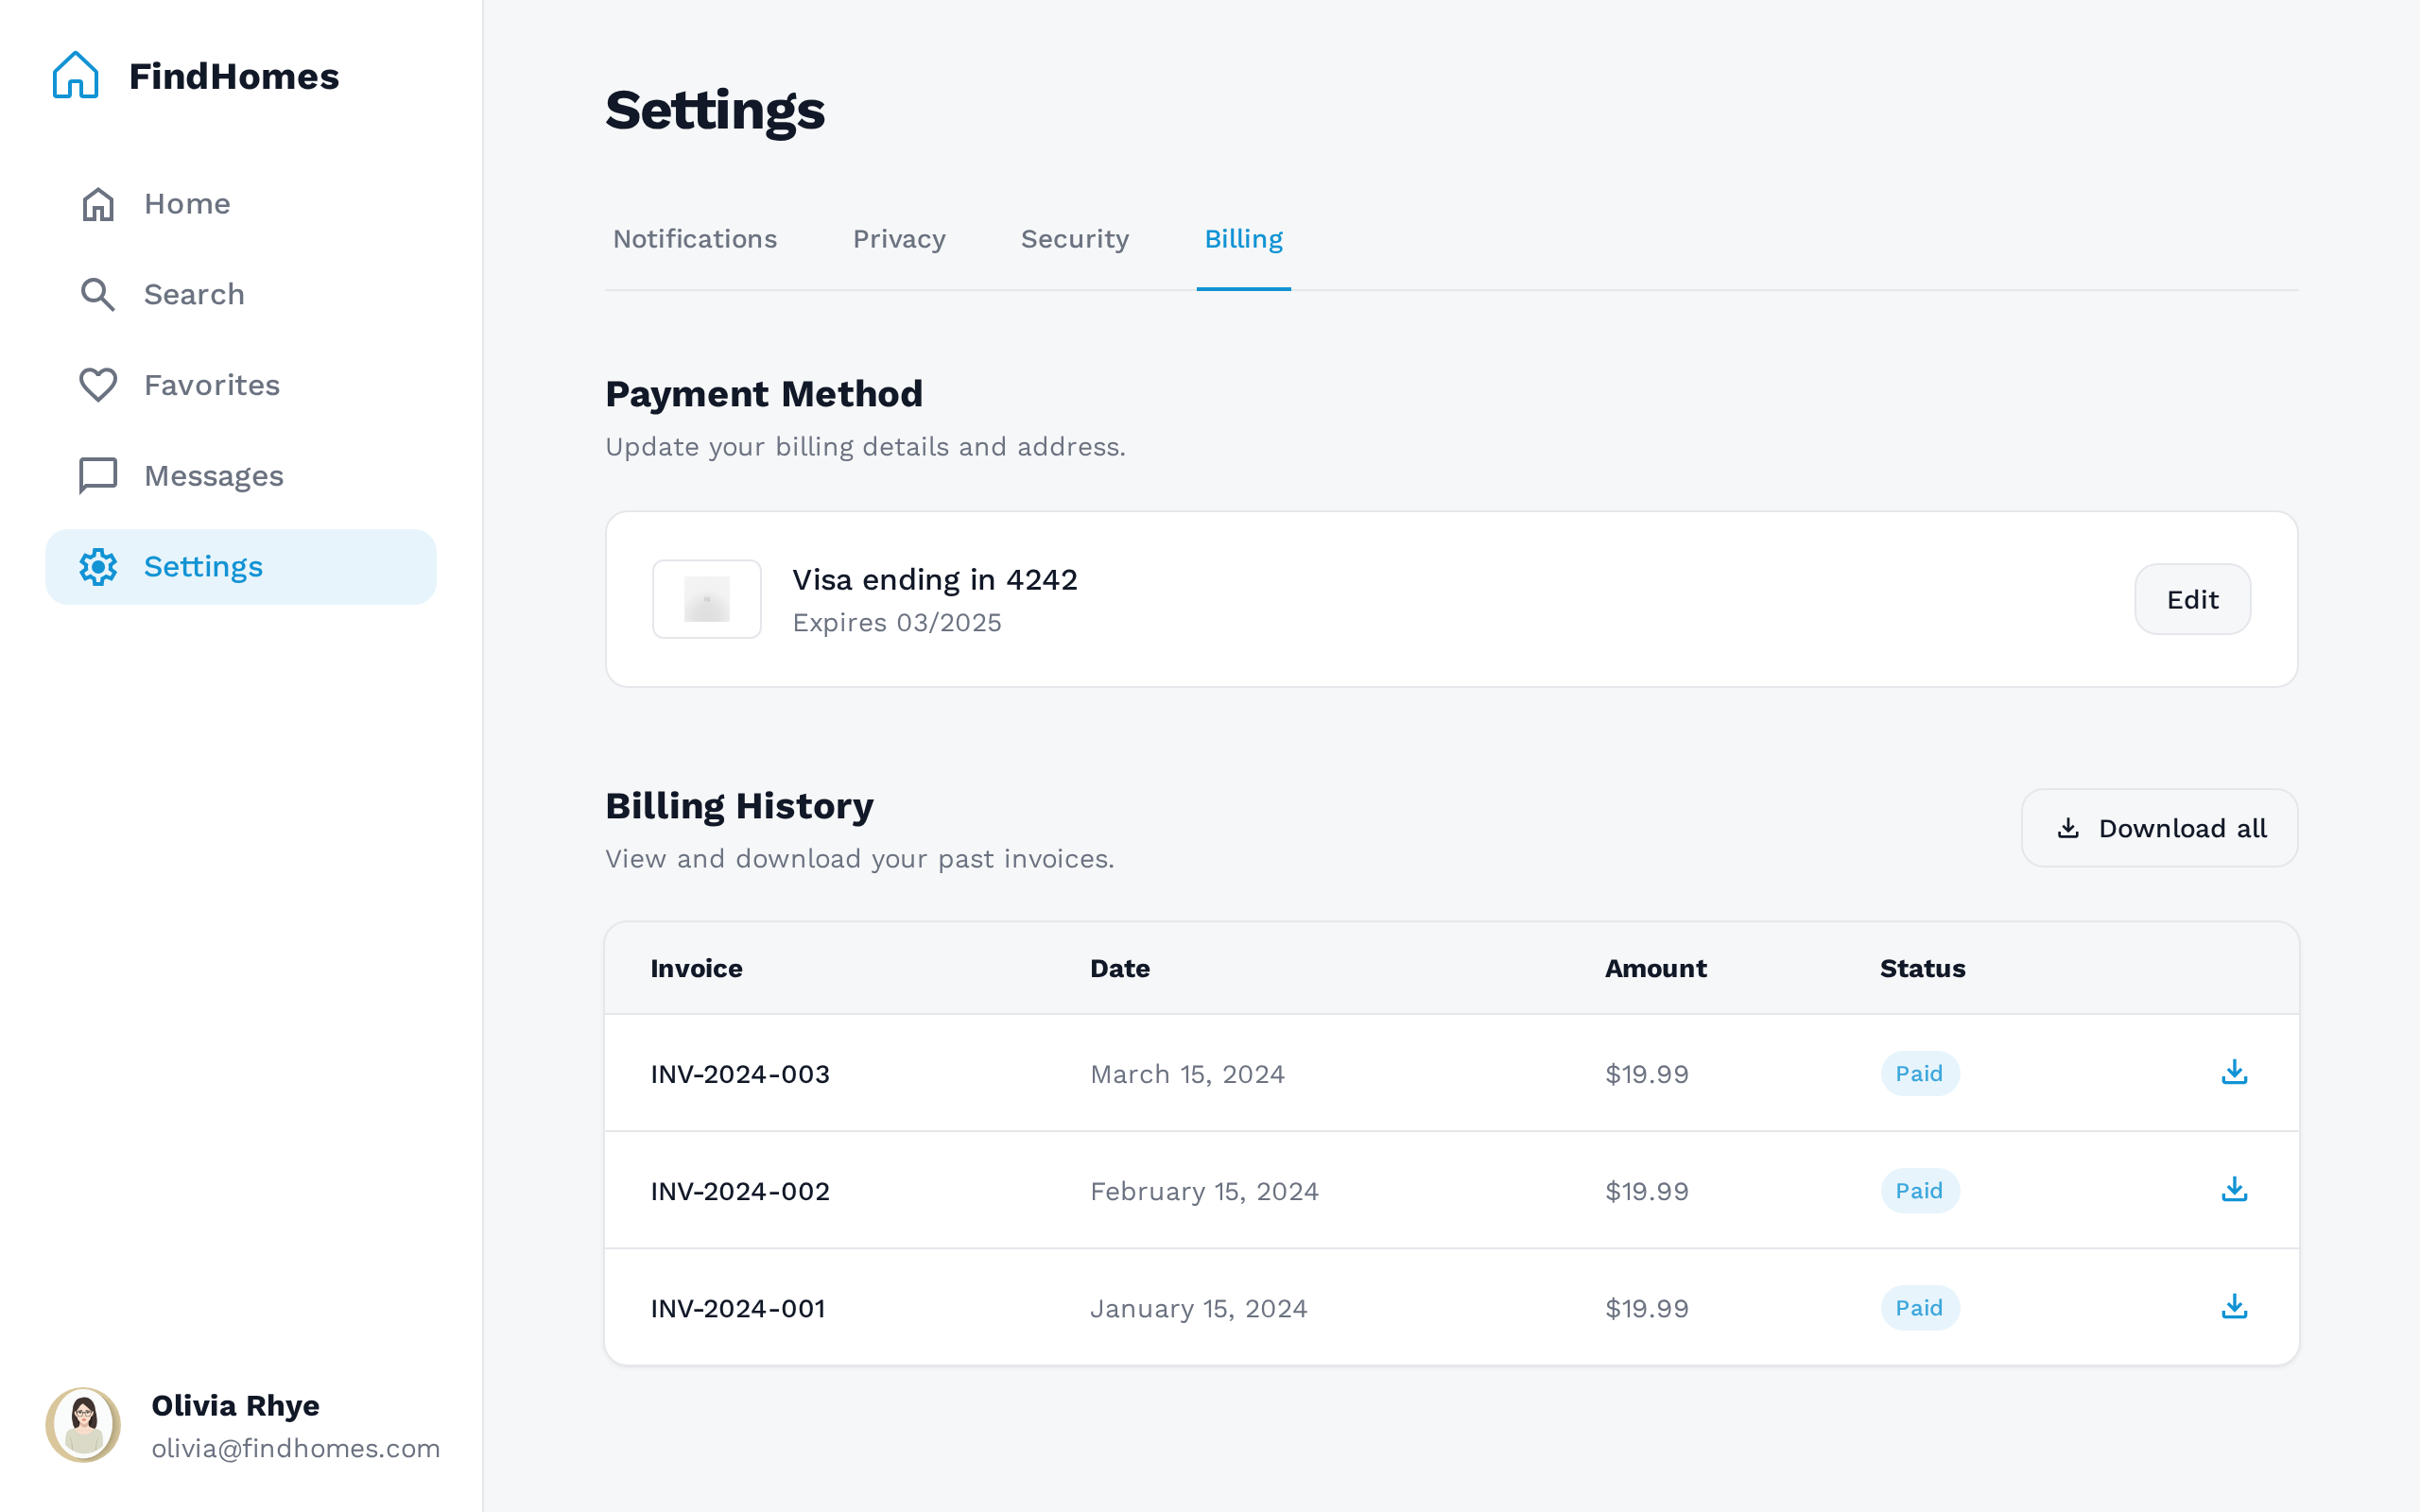 FindHomes
Home
Search
Favorites
Messages
Settings
Olivia Rhye
olivia@findhomes.com
Settings
Notifications
Privacy
Security
Billing
Payment Method
Update your billing details and address.
Visa ending in 4242
Expires 03/2025
Edit
Billing History
View and download your past invoices.
Download all
Invoice Date Amount Status
INV-2024-003 March 15, 2024 $19.99 Paid
INV-2024-002 February 15, 2024 $19.99 Paid
INV-2024-001 January 15, 2024 $19.99 Paid